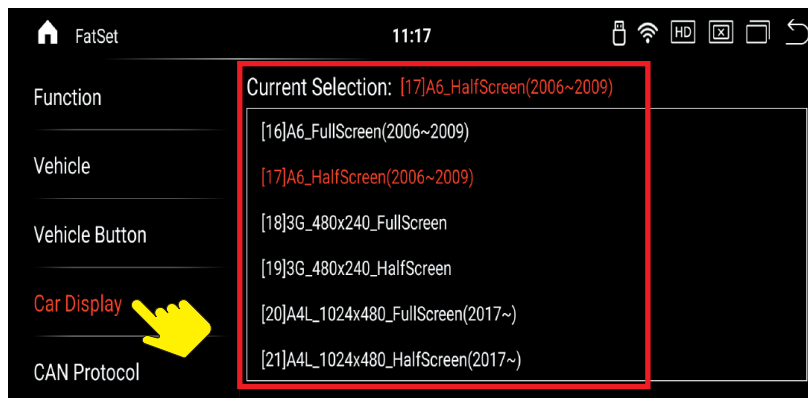 FatSet
11:17
HD
Function
Vehicle
Vehicle Button
Car Display
CAN Protocol
Current Selection: [17]A6_HalfScreen(2006~2009)
[16]A6_FullScreen(2006~2009)
[17]A6_HalfScreen(2006~2009)
[18]3G_480x240_FullScreen
[19]3G_480x240_HalfScreen
[20]A4L_1024x480_FullScreen(2017~)
[21]A4L_1024x480_HalfScreen(2017~)